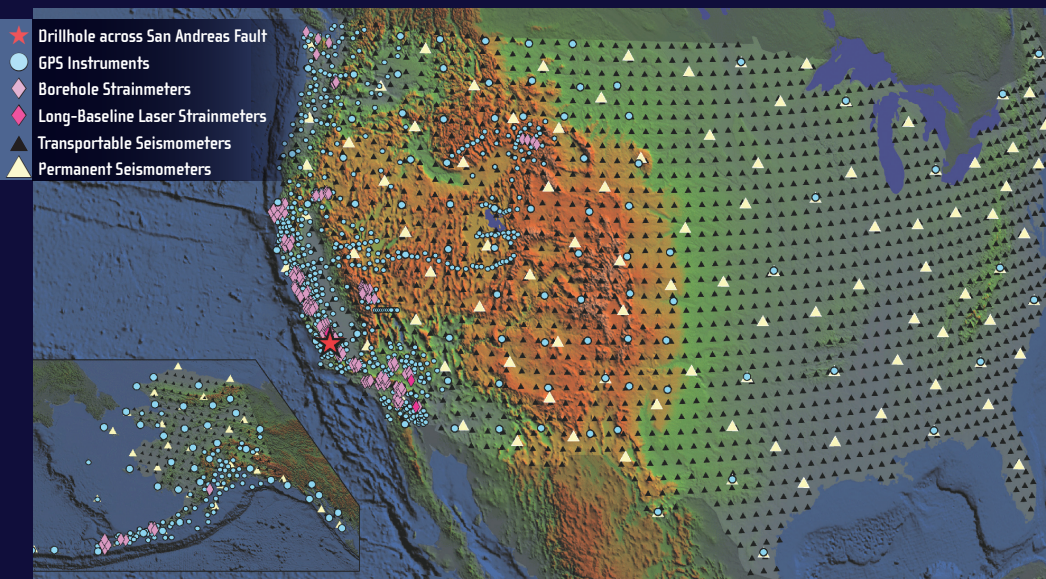 Drillhole across San Andreas Fault
GPS Instruments
Borehole Strainmeters
Long-Baseline Laser Strainmeters
Transportable Seismometers
Permanent Seismometers